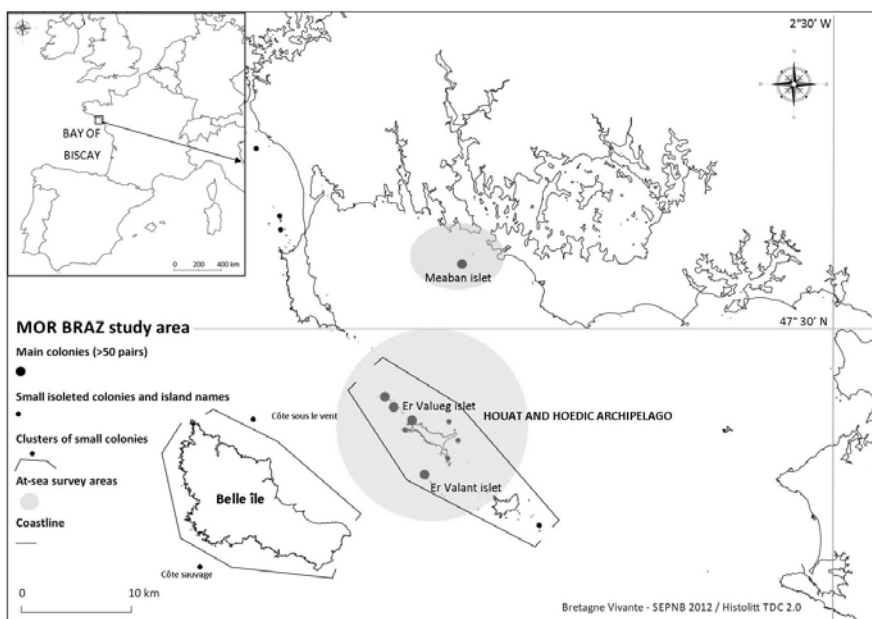 2°30' W
BAY OF
BISCAY
0 200 400 km
Meaban islet
MOR BRAZ study area
47° 30' N
Main colonies (>50 pairs)
Small isoleted colonies and island names
Côte sous le vent
Er Valueg islet
HOUAT AND HOEDIC ARCHIPELAGO
Clusters of small colonies
At-sea survey areas
Belle île
Er Valant islet
Coastline
Côte sauvage
0 10 km
Bretagne Vivante - SEPNB 2012 / Histolitt TDC 2.0